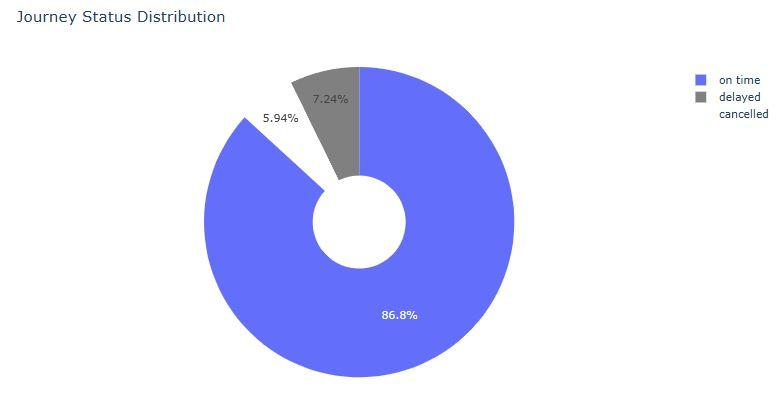 Journey Status Distribution
on time
delayed
cancelled
7.24%
5.94%
86.8%